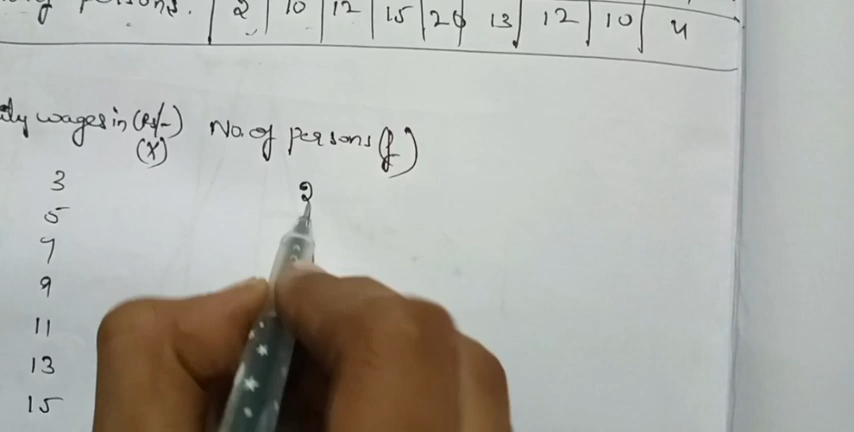 persons. 2 10 12 15 20 13 12 10 4
wages in (Rs/-) No. of persons (f)
(X)
3 2
5
7
9
11
13
15